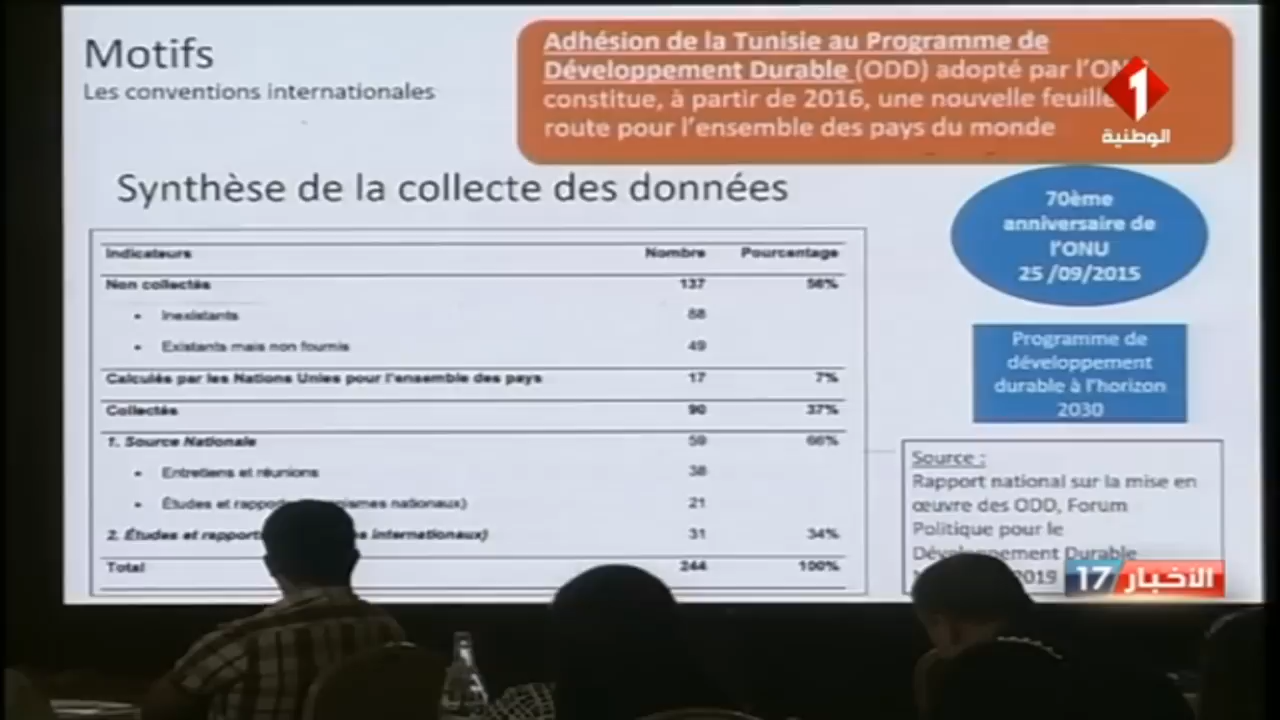 Motifs
Les conventions internationales
Adhésion de la Tunisie au Programme de
Développement Durable (ODD) adopté par l'ON
constitue, à partir de 2016, une nouvelle feuille
route pour l'ensemble des pays du monde
1
الوطنية
Synthèse de la collecte des données
70ème
anniversaire de
l'ONU
25 /09/2015
Indicateurs Nombre Pourcentage
Non collectés 137 56%
• Inexistants 88
• Existants mais non fournis 49
Calculés par les Nations Unies pour l'ensemble des pays 17 7%
Collectés 90 37%
1. Source Nationale 59 66%
• Entretiens et réunions 38
• Études et rapport nismes nationaux) 21
2. Études et rapport internationaux) 31 34%
Total 244 100%
Programme de
développement
durable à l'horizon
2030
Source :
Rapport national sur la mise en
œuvre des ODD, Forum
Politique pour le
Développement Durable
2019
17 الأخبار